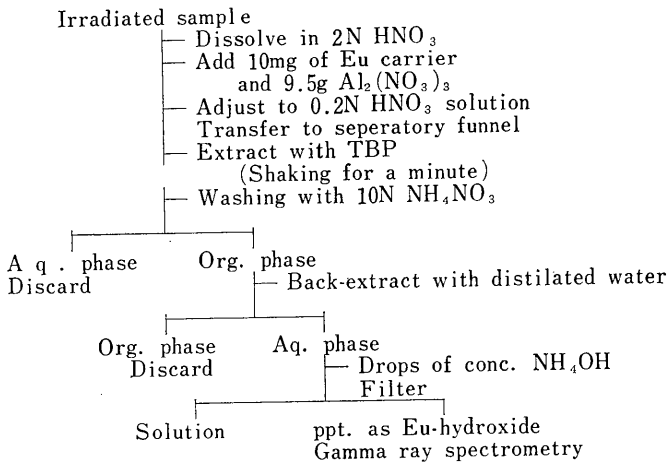 Irradiated sample
Dissolve in 2N HNO₃
Add 10mg of Eu carrier
and 9.5g Al₂(NO₃)₃
Adjust to 0.2N HNO₃ solution
Transfer to seperatory funnel
Extract with TBP
(Shaking for a minute)
Washing with 10N NH₄NO₃
A q . phase
Discard
Org. phase
Back-extract with distilated water
Org. phase
Discard
Aq. phase
Drops of conc. NH₄OH
Filter
Solution
ppt. as Eu-hydroxide
Gamma ray spectrometry